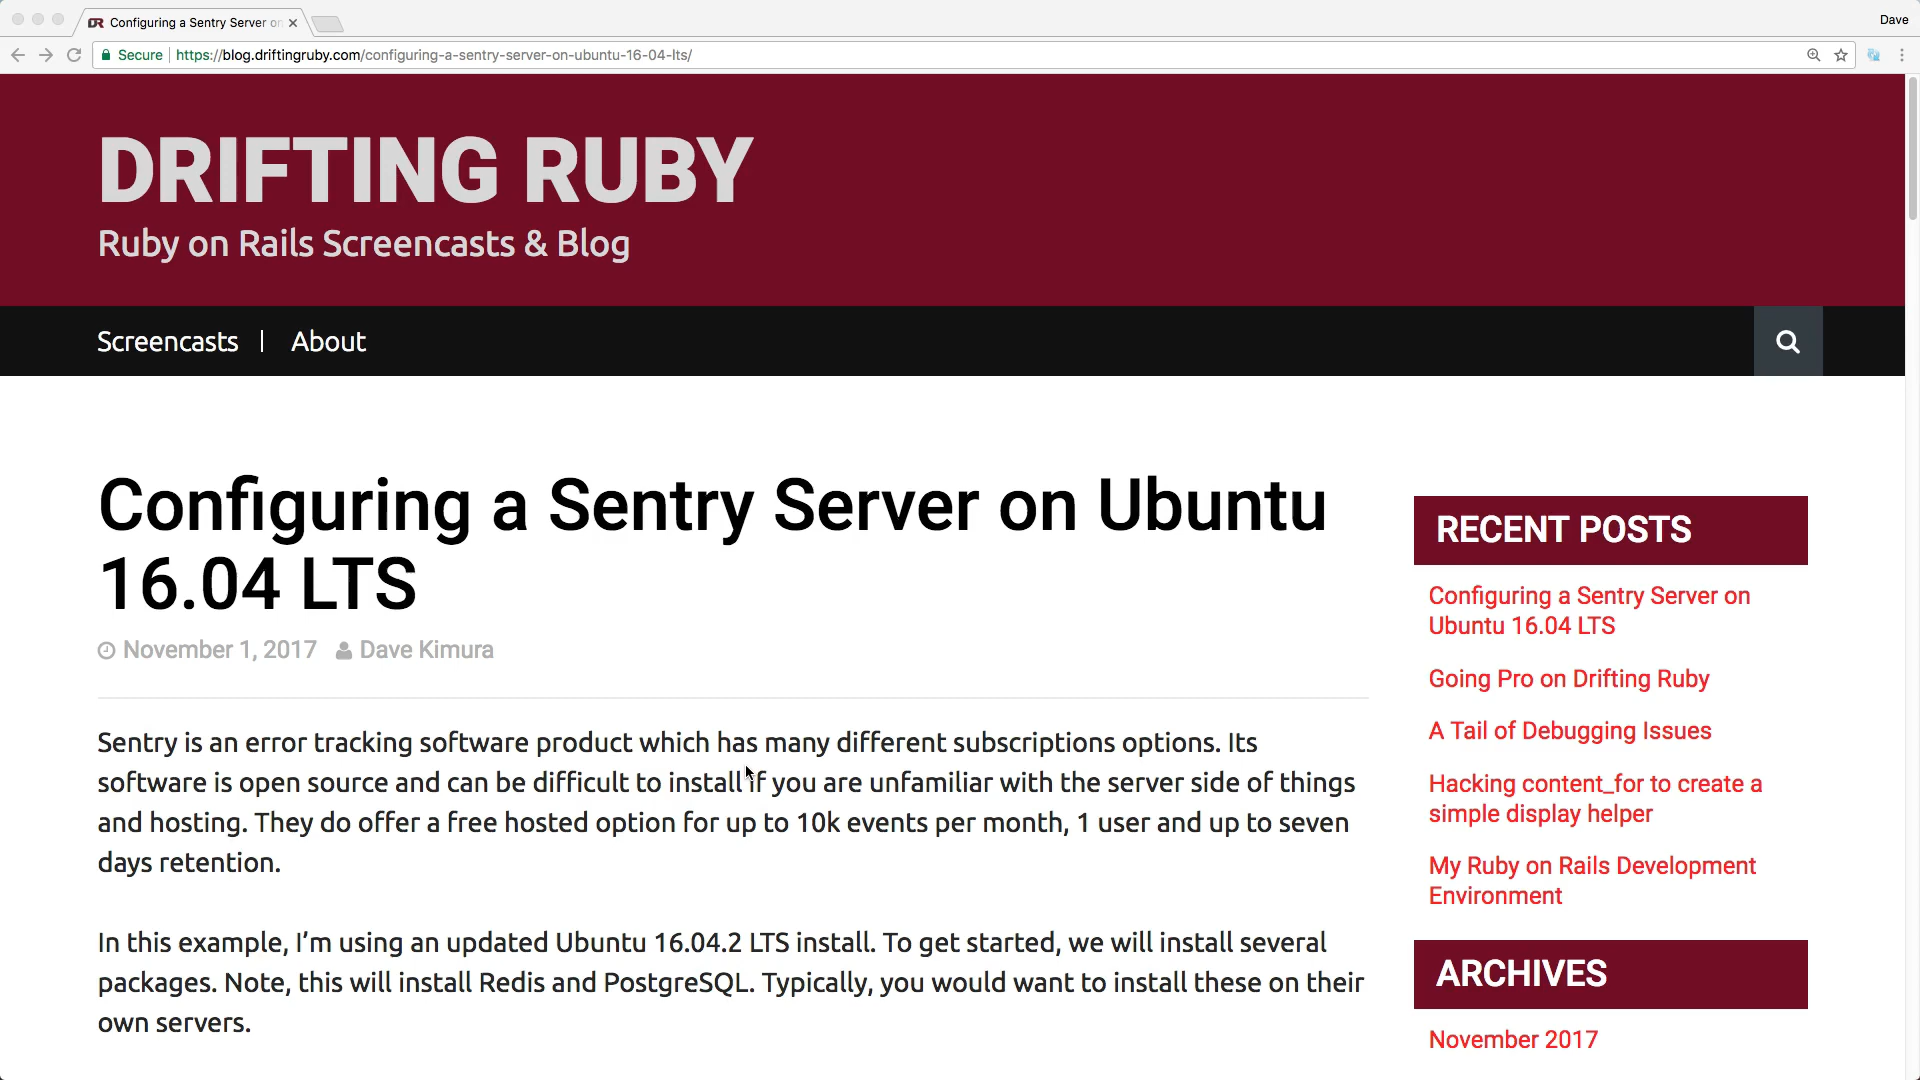 Configuring a Sentry Server on
Dave
Secure
https://blog.driftingruby.com/configuring-a-sentry-server-on-ubuntu-16-04-lts/
DRIFTING RUBY
Ruby on Rails Screencasts & Blog
Screencasts | About
Configuring a Sentry Server on Ubuntu
16.04 LTS
November 1, 2017 Dave Kimura
Sentry is an error tracking software product which has many different subscriptions options. Its
software is open source and can be difficult to install if you are unfamiliar with the server side of things
and hosting. They do offer a free hosted option for up to 10k events per month, 1 user and up to seven
days retention.
In this example, I’m using an updated Ubuntu 16.04.2 LTS install. To get started, we will install several
packages. Note, this will install Redis and PostgreSQL. Typically, you would want to install these on their
own servers.
RECENT POSTS
Configuring a Sentry Server on
Ubuntu 16.04 LTS
Going Pro on Drifting Ruby
A Tail of Debugging Issues
Hacking content_for to create a
simple display helper
My Ruby on Rails Development
Environment
ARCHIVES
November 2017